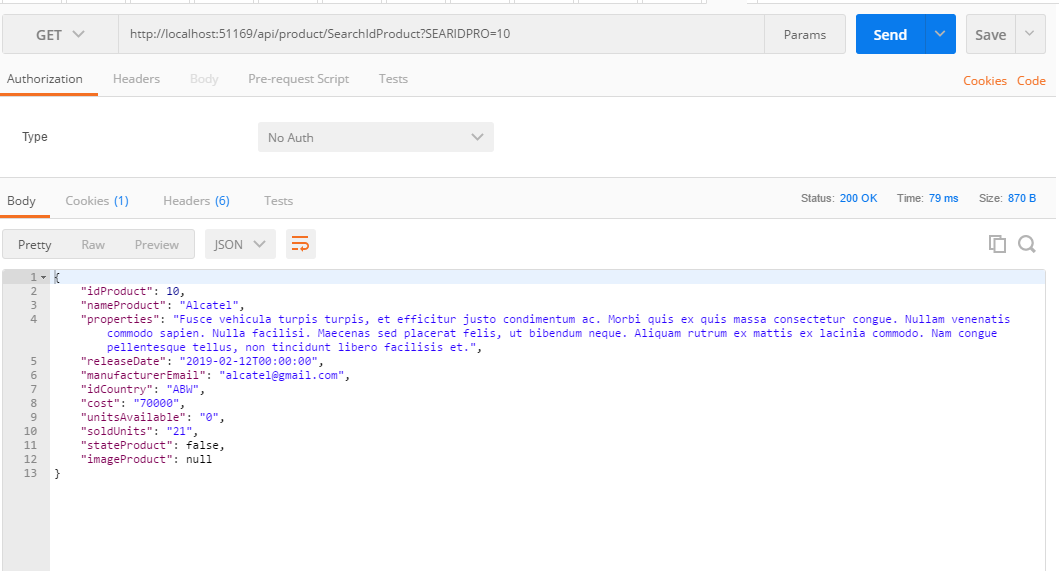 GET http://localhost:51169/api/product/SearchIdProduct?SEARIDPRO=10 Params Send Save
Authorization Headers Body Pre-request Script Tests Cookies Code
Type No Auth
Body Cookies (1) Headers (6) Tests Status: 200 OK Time: 79 ms Size: 870 B
Pretty Raw Preview JSON
1 {
2 "idProduct": 10,
3 "nameProduct": "Alcatel",
4 "properties": "Fusce vehicula turpis turpis, et efficitur justo condimentum ac. Morbi quis ex quis massa consectetur congue. Nullam venenatis
commodo sapien. Nulla facilisi. Maecenas sed placerat felis, ut bibendum neque. Aliquam rutrum ex mattis ex lacinia commodo. Nam congue
pellentesque tellus, non tincidunt libero facilisis et.",
5 "releaseDate": "2019-02-12T00:00:00",
6 "manufacturerEmail": "alcatel@gmail.com",
7 "idCountry": "ABW",
8 "cost": "70000",
9 "unitsAvailable": "0",
10 "soldUnits": "21",
11 "stateProduct": false,
12 "imageProduct": null
13 }